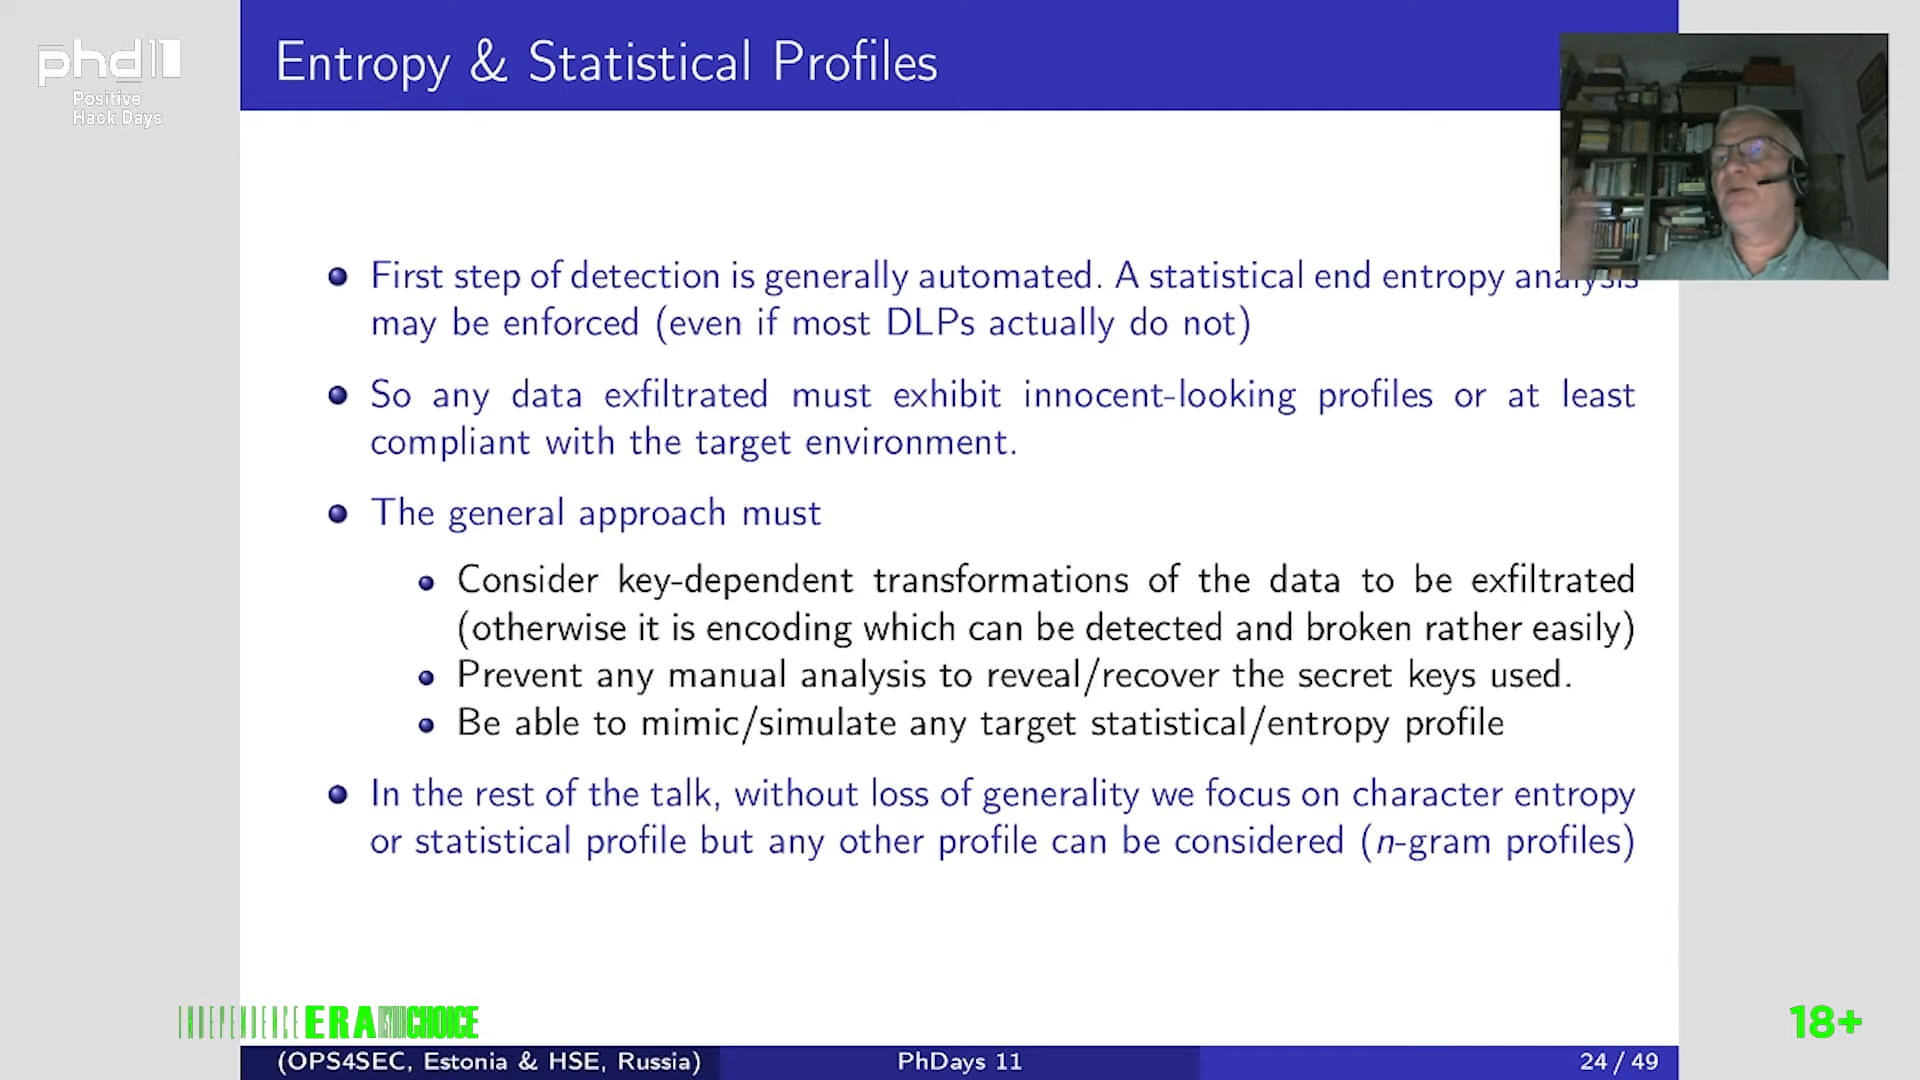 phd11
Positive
Hack Days
Entropy & Statistical Profiles
First step of detection is generally automated. A statistical end entropy analysis
may be enforced (even if most DLPs actually do not)
So any data exfiltrated must exhibit innocent-looking profiles or at least
compliant with the target environment.
The general approach must
Consider key-dependent transformations of the data to be exfiltrated
(otherwise it is encoding which can be detected and broken rather easily)
Prevent any manual analysis to reveal/recover the secret keys used.
Be able to mimic/simulate any target statistical/entropy profile
In the rest of the talk, without loss of generality we focus on character entropy
or statistical profile but any other profile can be considered (n-gram profiles)
INDEPENDENCE ERA CHOICE
18+
(OPS4SEC, Estonia & HSE, Russia) PhDays 11 24 / 49